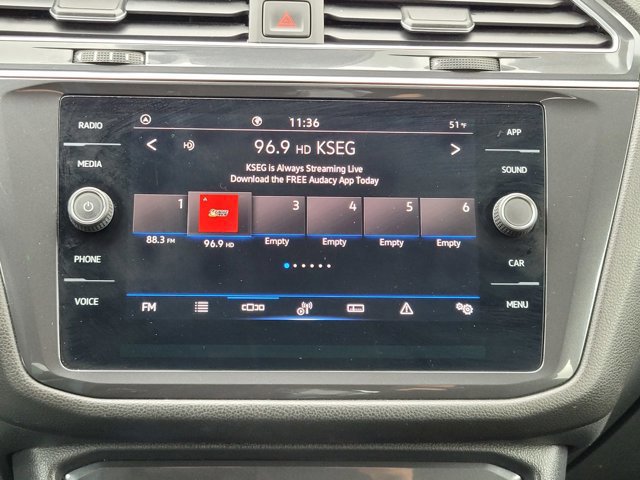 11:36
51 °F
RADIO
APP
96.9 HD KSEG
MEDIA
SOUND
KSEG is Always Streaming Live
Download the FREE Audacy App Today
1
3
4
5
6
88.3 FM
96.9 HD
Empty
Empty
Empty
Empty
PHONE
CAR
VOICE
MENU
FM